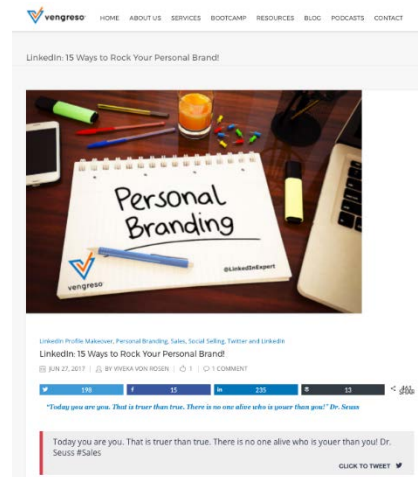 vengreso HOME ABOUT US SERVICES BOOTCAMP RESOURCES BLOG PODCASTS CONTACT
LinkedIn: 15 Ways to Rock Your Personal Brand!
Personal
Branding
vengreso
@LinkedInExpert
LinkedIn Profile Makeover, Personal Branding, Sales, Social Selling, Twitter and LinkedIn
LinkedIn: 15 Ways to Rock Your Personal Brand!
JUN 27, 2017 | BY VIVEKA VON ROSEN | 1 | 1 COMMENT
198 15 in 235 13
"Today you are you. That is truer than true. There is no one alive who is youer than you!" Dr. Seuss
Today you are you. That is truer than true. There is no one alive who is youer than you! Dr.
Seuss #Sales
CLICK TO TWEET